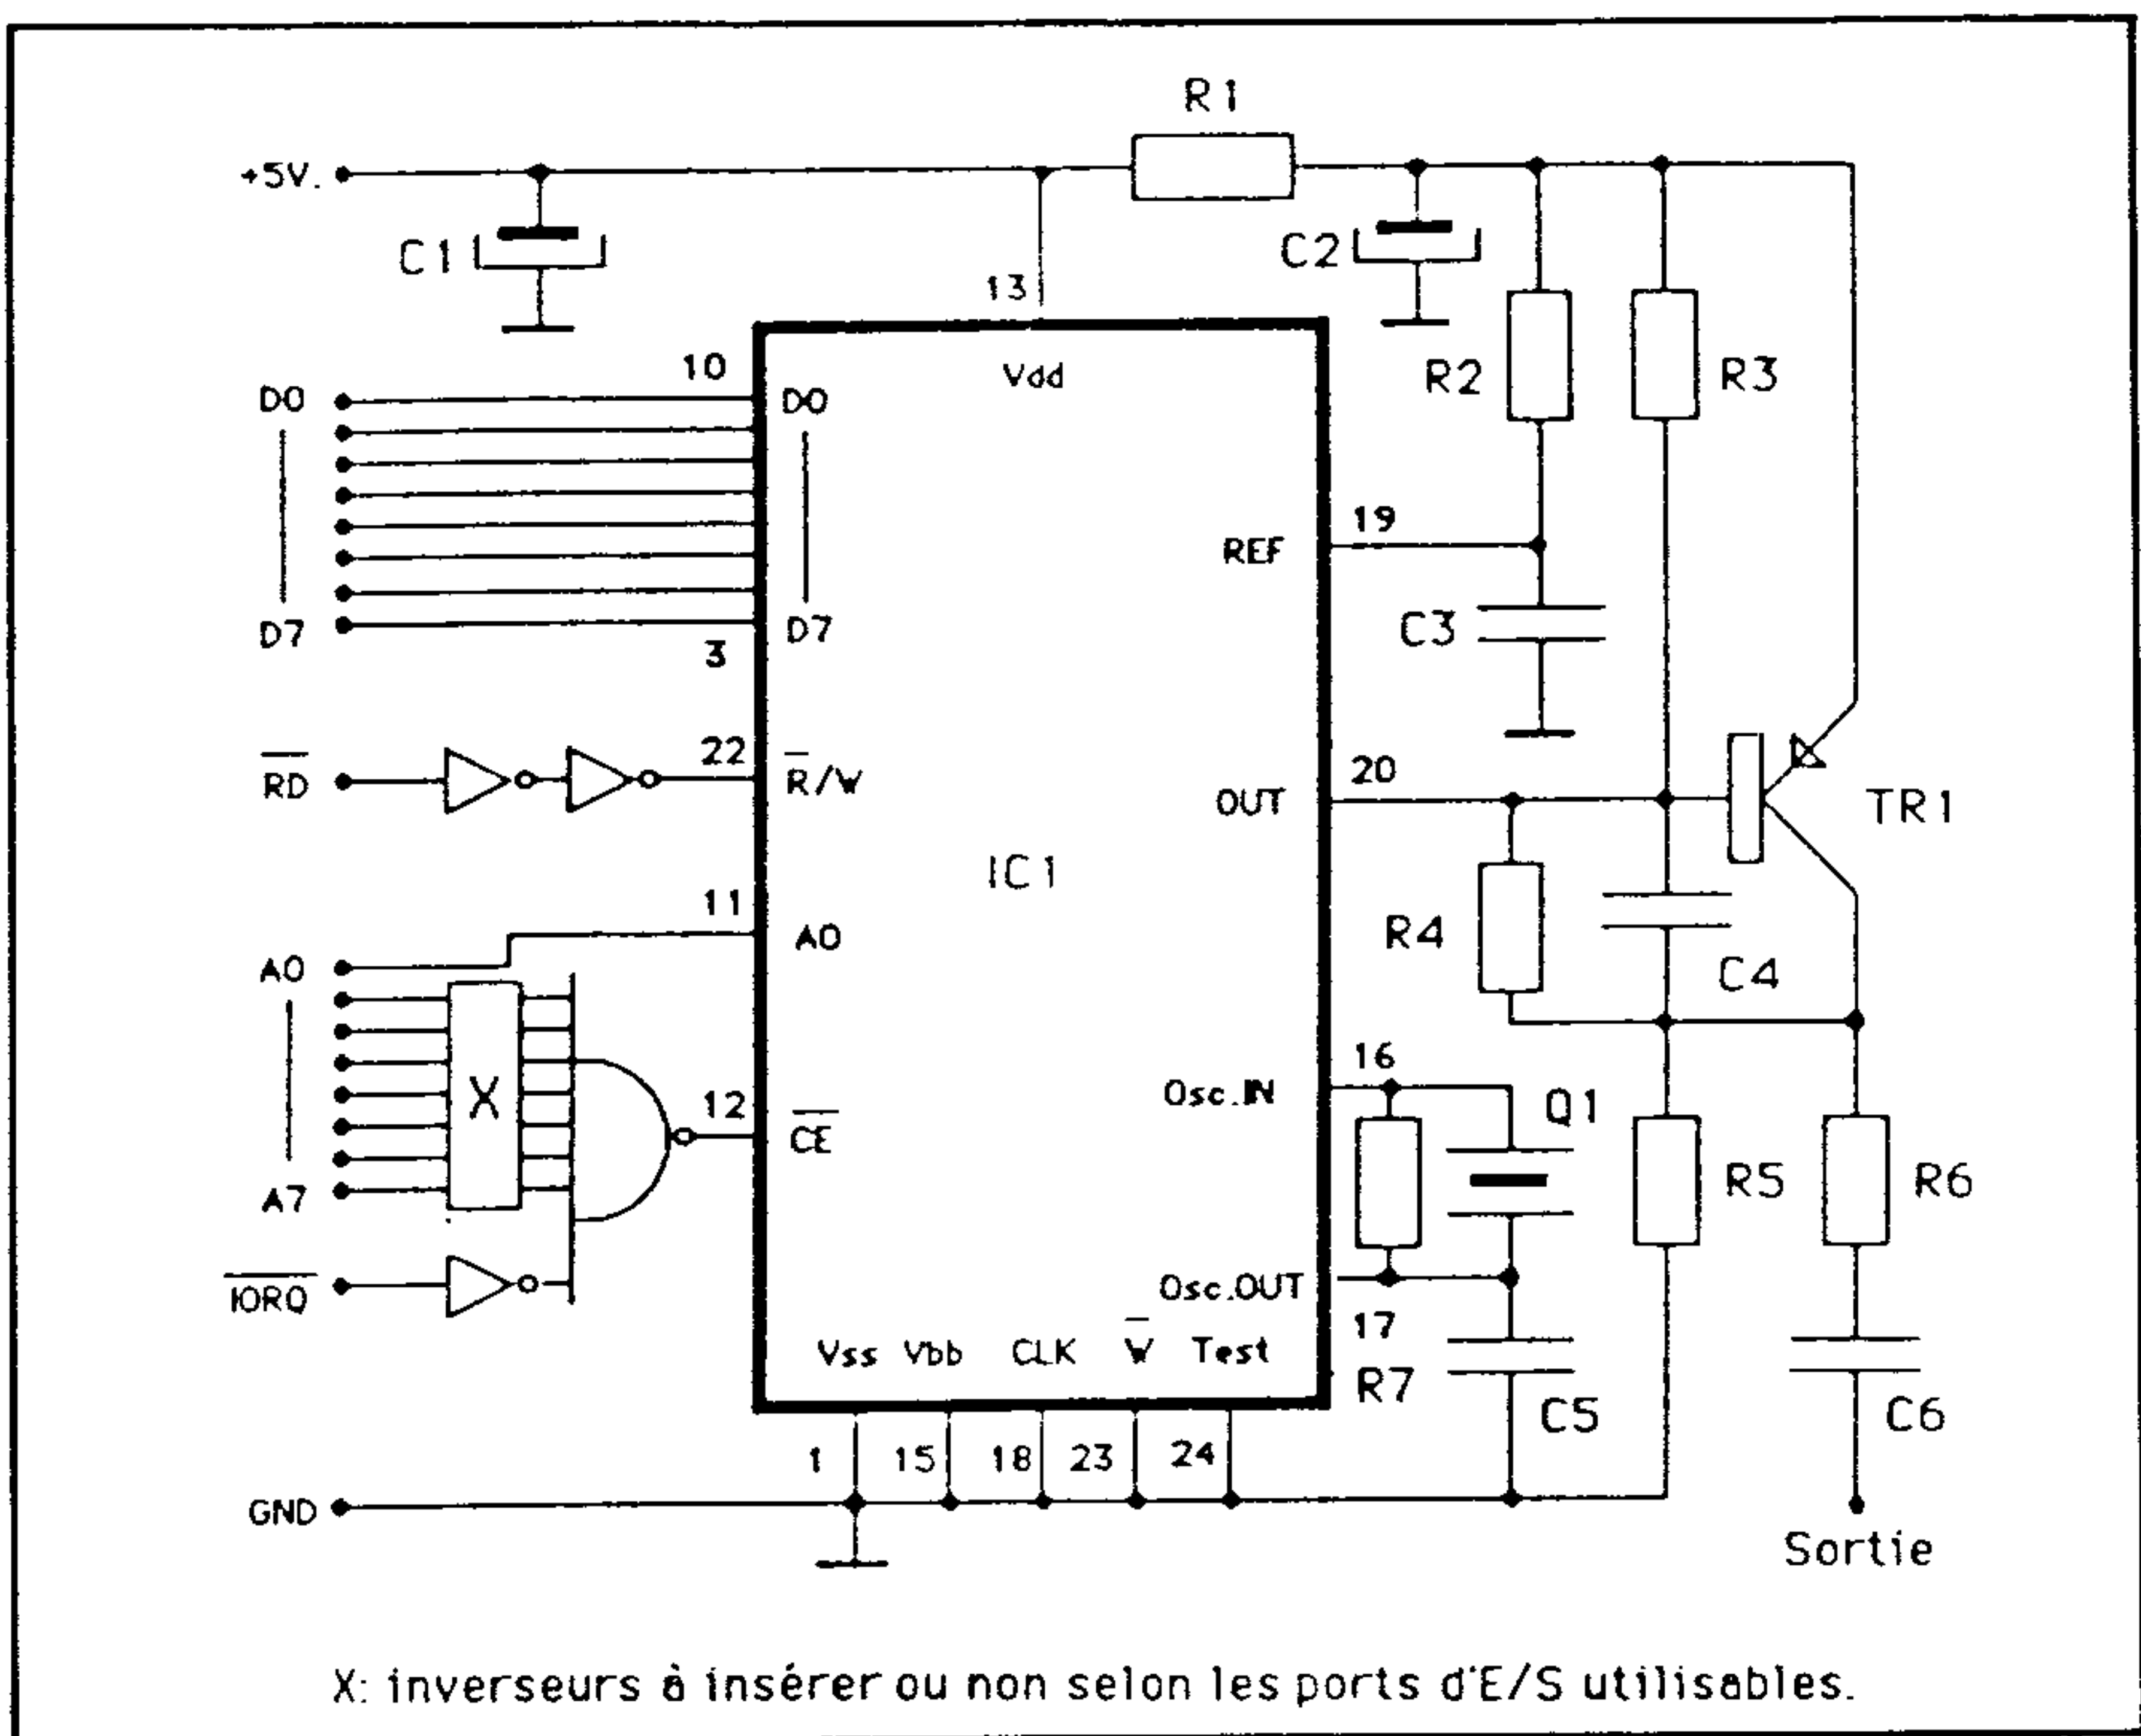 R1
+5V.
C1
C2
13
10
Vdd
R2
R3
D0
D0
19
REF
D7
D7
C3
3
22
RD
R/W
20
OUT
TR1
IC1
11
A0
R4
A0
C4
16
X
12
Osc.IN
Q1
CE
A7
R5
R6
IORQ
Osc.OUT
17
Vss Vbb CLK W Test
R7
C5
C6
1
15
18
23
24
GND
Sortie
X: inverseurs à insérer ou non selon les ports d'E/S utilisables.